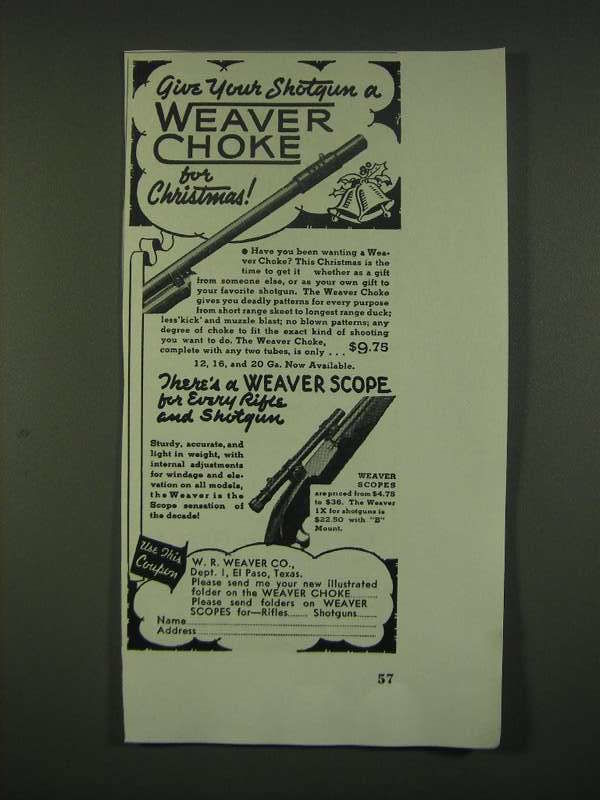 Give Your Shotgun a
WEAVER
CHOKE
for
Christmas!
● Have you been wanting a Wea-
ver Choke? This Christmas is the
time to get it whether as a gift
from someone else, or as your own gift to
your favorite shotgun. The Weaver Choke
gives you deadly patterns for every purpose
from short range skeet to longest range duck;
less 'kick' and muzzle blast; no blown patterns; any
degree of choke to fit the exact kind of shooting
you want to do. The Weaver Choke,
complete with any two tubes, is only . . . $9.75
12, 16, and 20 Ga. Now Available.
There's a WEAVER SCOPE
for Every Rifle
and Shotgun
Sturdy, accurate, and
light in weight, with
internal adjustments
for windage and ele-
vation on all models,
the Weaver is the
Scope sensation of
the decade!
WEAVER
SCOPES
are priced from $4.75
to $36. The Weaver
1X for shotguns is
$22.50 with "B"
Mount.
Use This
Coupon
W. R. WEAVER CO.,
Dept. 1, El Paso, Texas.
Please send me your new illustrated
folder on the WEAVER CHOKE........
Please send folders on WEAVER
SCOPES for—Rifles........ Shotguns........
Name
Address
57